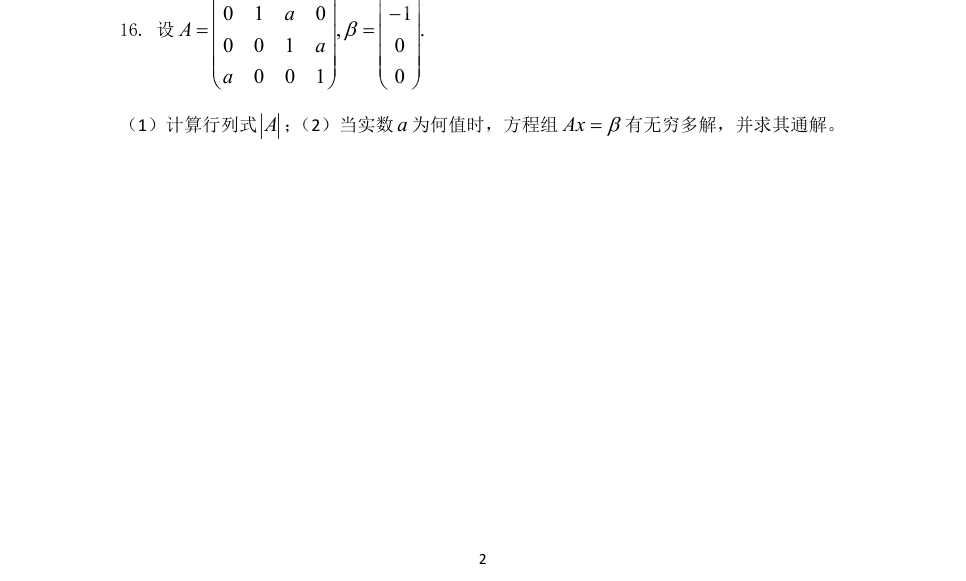 0 1 a 0 −1
16. 设 A = , β = .
0 0 1 a 0
a 0 0 1 0
（1）计算行列式 |A|；（2）当实数 a 为何值时，方程组 Ax = β 有无穷多解，并求其通解。
2